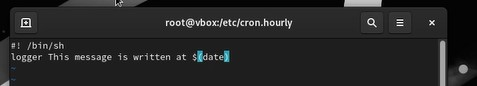 root@vbox:/etc/cron.hourly
#! /bin/sh
logger This message is written at $(date)
~
~